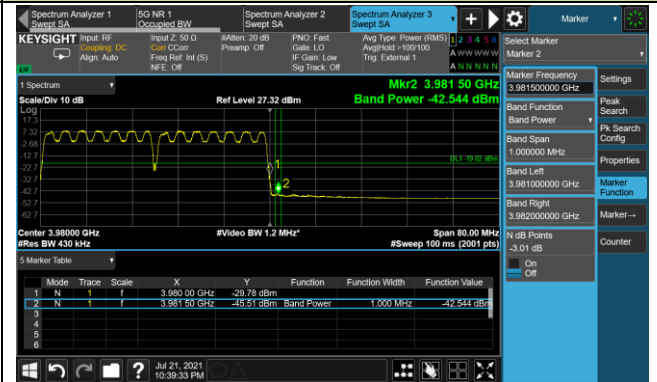 Spectrum Analyzer 1
Swept SA
5G NR 1
Occupied BW
Spectrum Analyzer 2
Swept SA
Spectrum Analyzer 3
Swept SA
Marker
KEYSIGHT
Input: RF
Coupling: DC
Align: Auto
Input Z: 50 Ω
Corr CCorr
Freq Ref: Int (S)
NFE: Off
#Atten: 20 dB
Preamp: Off
PNO: Fast
Gate: LO
IF Gain: Low
Sig Track: Off
Avg Type: Power (RMS)
Avg|Hold:>100/100
Trig: External 1
1 2 3 4 5 6
A W W W W W
A N N N N N
1 Spectrum
Scale/Div 10 dB
Ref Level 27.32 dBm
Mkr2 3.981 50 GHz
Band Power -42.544 dBm
Log
17.3
7.32
-2.68
-12.7
-22.7
-32.7
-42.7
-52.7
-62.7
DL1 -19.02 dBm
1
2
Center 3.98000 GHz
#Res BW 430 kHz
#Video BW 1.2 MHz*
Span 80.00 MHz
#Sweep 100 ms (2001 pts)
5 Marker Table
Mode Trace Scale X Y Function Function Width Function Value
1 N 1 f 3.980 00 GHz -29.78 dBm
2 N 1 f 3.981 50 GHz -45.51 dBm Band Power 1.000 MHz -42.544 dBm
3
4
5
6
Jul 21, 2021
10:39:33 PM
Select Marker
Marker 2
Marker Frequency
3.981500000 GHz
Band Function
Band Power
Band Span
1.000000 MHz
Band Left
3.981000000 GHz
Band Right
3.982000000 GHz
N dB Points
-3.01 dB
On
Off
Settings
Peak
Search
Pk Search
Config
Properties
Marker
Function
Marker→
Counter